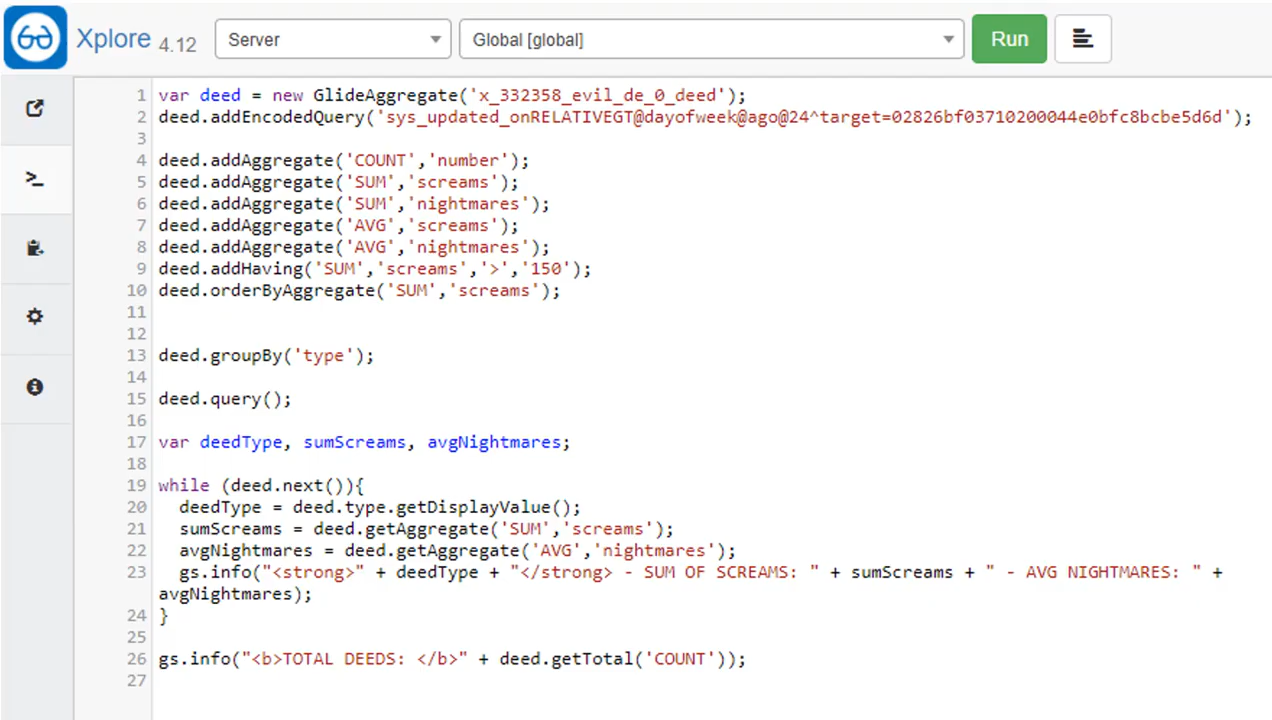 Xplore 4.12 Server Global [global] Run
1 var deed = new GlideAggregate('x_332358_evil_de_0_deed');
2 deed.addEncodedQuery('sys_updated_onRELATIVEGT@dayofweek@ago@24^target=02826bf03710200044e0bfc8bcbe5d6d');
3
4 deed.addAggregate('COUNT','number');
5 deed.addAggregate('SUM','screams');
6 deed.addAggregate('SUM','nightmares');
7 deed.addAggregate('AVG','screams');
8 deed.addAggregate('AVG','nightmares');
9 deed.addHaving('SUM','screams','>','150');
10 deed.orderByAggregate('SUM','screams');
11
12
13 deed.groupBy('type');
14
15 deed.query();
16
17 var deedType, sumScreams, avgNightmares;
18
19 while (deed.next()){
20   deedType = deed.type.getDisplayValue();
21   sumScreams = deed.getAggregate('SUM','screams');
22   avgNightmares = deed.getAggregate('AVG','nightmares');
23   gs.info("<strong>" + deedType + "</strong> - SUM OF SCREAMS: " + sumScreams + " - AVG NIGHTMARES: " +
avgNightmares);
24 }
25
26 gs.info("<b>TOTAL DEEDS: </b>" + deed.getTotal('COUNT'));
27